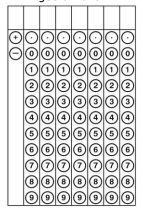 + . . . . . . .
− 0 0 0 0 0 0 0
1 1 1 1 1 1 1
2 2 2 2 2 2 2
3 3 3 3 3 3 3
4 4 4 4 4 4 4
5 5 5 5 5 5 5
6 6 6 6 6 6 6
7 7 7 7 7 7 7
8 8 8 8 8 8 8
9 9 9 9 9 9 9